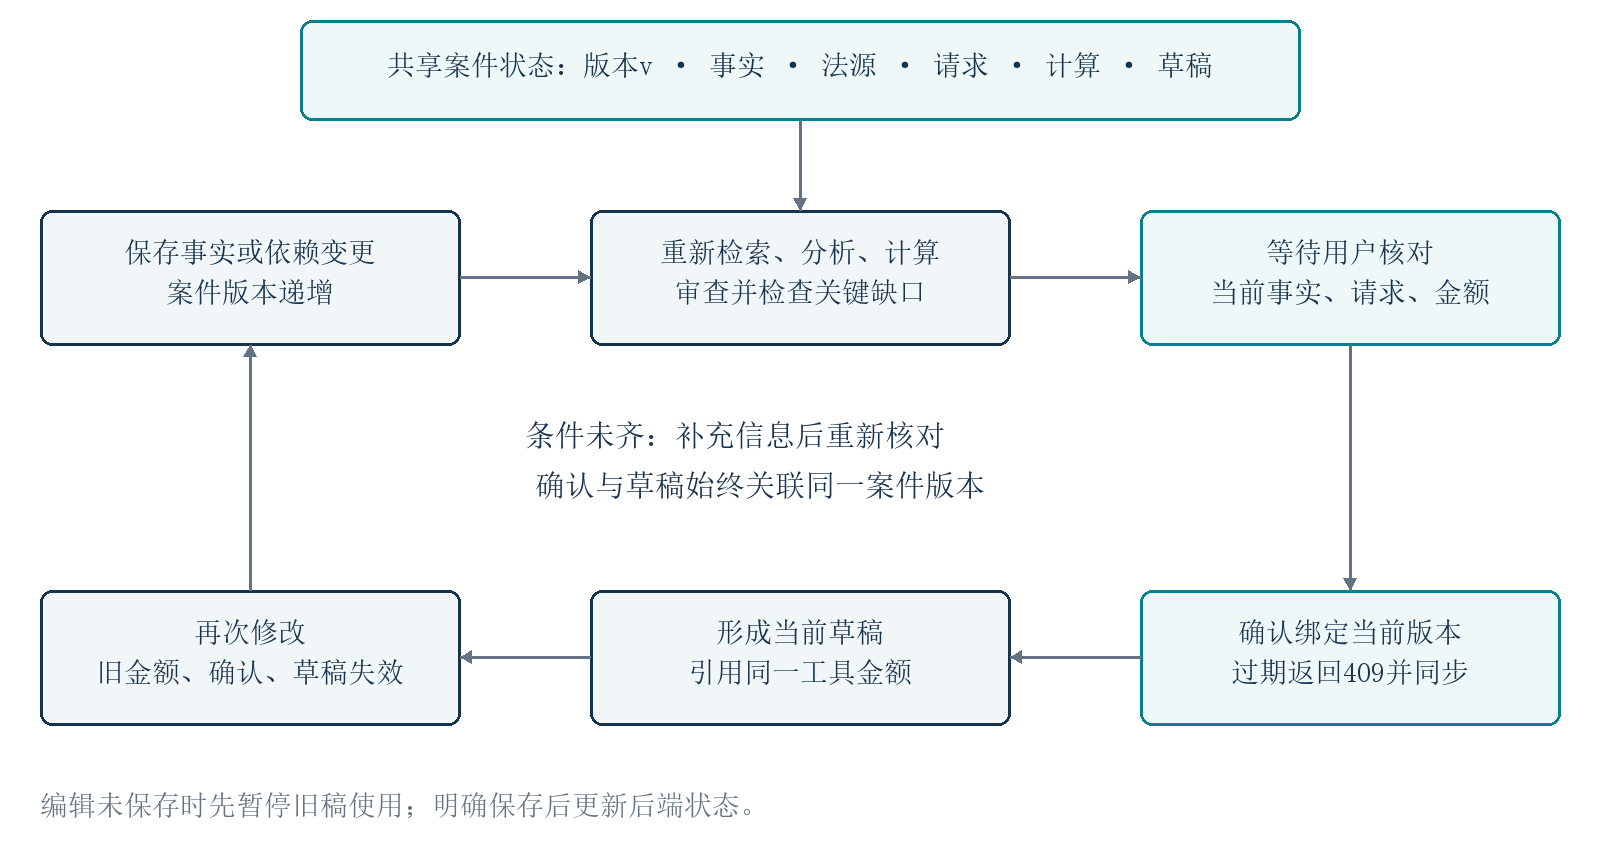 共享案件状态：版本v • 事实 • 法源 • 请求 • 计算 • 草稿
保存事实或依赖变更
案件版本递增
重新检索、分析、计算
审查并检查关键缺口
等待用户核对
当前事实、请求、金额
条件未齐：补充信息后重新核对
确认与草稿始终关联同一案件版本
再次修改
旧金额、确认、草稿失效
形成当前草稿
引用同一工具金额
确认绑定当前版本
过期返回409并同步
编辑未保存时先暂停旧稿使用；明确保存后更新后端状态。